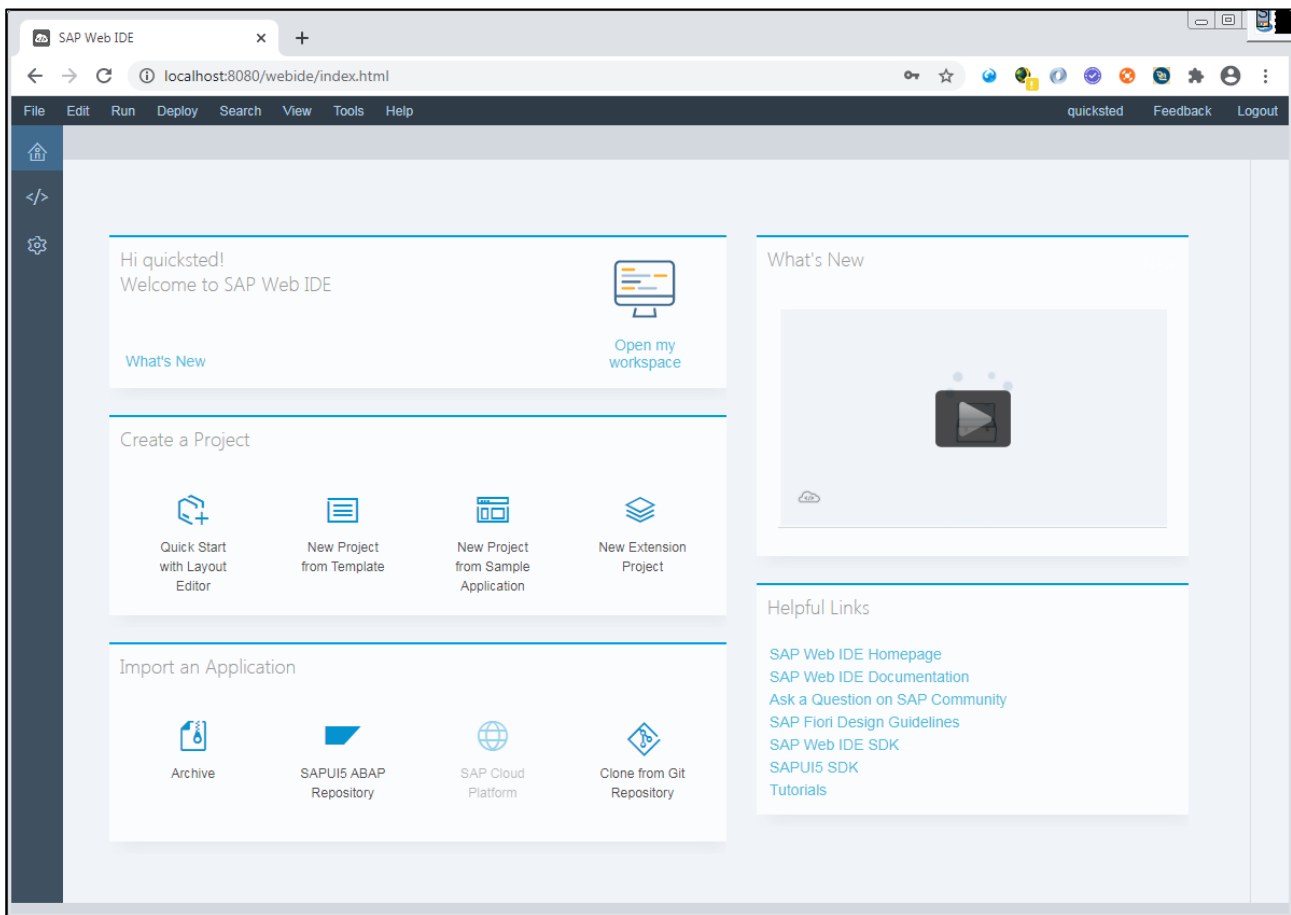 SAP Web IDE
localhost:8080/webide/index.html
File Edit Run Deploy Search View Tools Help quicksted Feedback Logout
Hi quicksted!
Welcome to SAP Web IDE
What's New
Open my
workspace
What's New
Create a Project
Quick Start
with Layout
Editor
New Project
from Template
New Project
from Sample
Application
New Extension
Project
Import an Application
Archive
SAPUI5 ABAP
Repository
SAP Cloud
Platform
Clone from Git
Repository
Helpful Links
SAP Web IDE Homepage
SAP Web IDE Documentation
Ask a Question on SAP Community
SAP Fiori Design Guidelines
SAP Web IDE SDK
SAPUI5 SDK
Tutorials